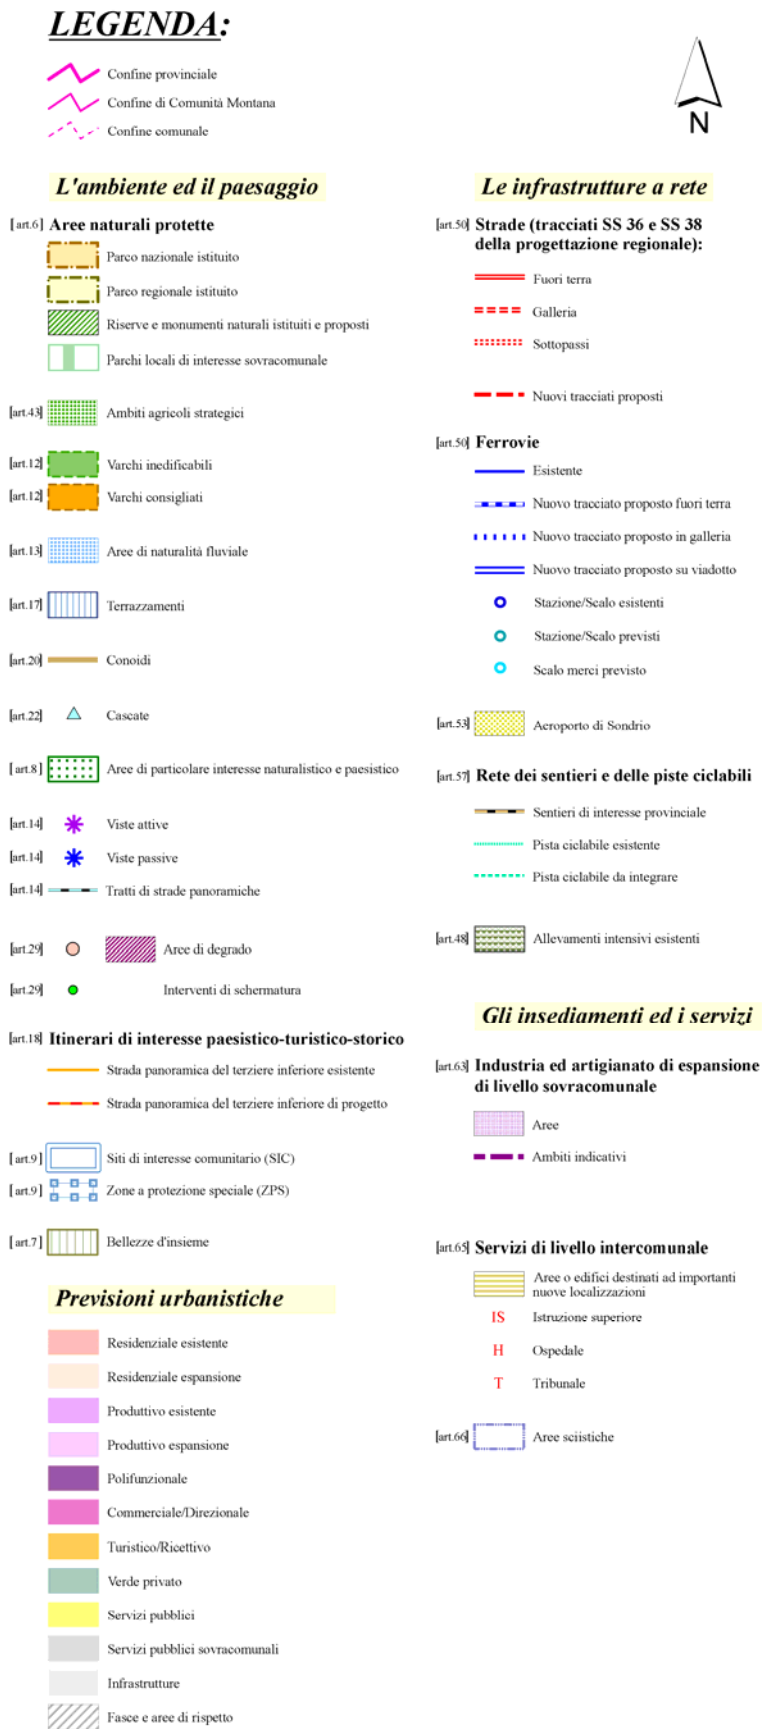 LEGENDA:
Confine provinciale
Confine di Comunità Montana
Confine comunale
N
L'ambiente ed il paesaggio
[art.6] Aree naturali protette
Parco nazionale istituito
Parco regionale istituito
Riserve e monumenti naturali istituiti e proposti
Parchi locali di interesse sovracomunale
[art.43] Ambiti agricoli strategici
[art.12] Varchi inedificabili
[art.12] Varchi consigliati
[art.13] Aree di naturalità fluviale
[art.17] Terrazzamenti
[art.20] Conoidi
[art.22] Cascate
[art.8] Aree di particolare interesse naturalistico e paesistico
[art.14] Viste attive
[art.14] Viste passive
[art.14] Tratti di strade panoramiche
[art.29] Aree di degrado
[art.29] Interventi di schermatura
[art.18] Itinerari di interesse paesistico-turistico-storico
Strada panoramica del terziere inferiore esistente
Strada panoramica del terziere inferiore di progetto
[art.9] Siti di interesse comunitario (SIC)
[art.9] Zone a protezione speciale (ZPS)
[art.7] Bellezze d'insieme
Previsioni urbanistiche
Residenziale esistente
Residenziale espansione
Produttivo esistente
Produttivo espansione
Polifunzionale
Commerciale/Direzionale
Turistico/Ricettivo
Verde privato
Servizi pubblici
Servizi pubblici sovracomunali
Infrastrutture
Fasce e aree di rispetto
Le infrastrutture a rete
[art.50] Strade (tracciati SS 36 e SS 38
della progettazione regionale):
Fuori terra
Galleria
Sottopassi
Nuovi tracciati proposti
[art.50] Ferrovie
Esistente
Nuovo tracciato proposto fuori terra
Nuovo tracciato proposto in galleria
Nuovo tracciato proposto su viadotto
Stazione/Scalo esistenti
Stazione/Scalo previsti
Scalo merci previsto
[art.53] Aeroporto di Sondrio
[art.57] Rete dei sentieri e delle piste ciclabili
Sentieri di interesse provinciale
Pista ciclabile esistente
Pista ciclabile da integrare
[art.48] Allevamenti intensivi esistenti
Gli insediamenti ed i servizi
[art.63] Industria ed artigianato di espansione
di livello sovracomunale
Aree
Ambiti indicativi
[art.65] Servizi di livello intercomunale
Aree o edifici destinati ad importanti
nuove localizzazioni
IS Istruzione superiore
H Ospedale
T Tribunale
[art.66] Aree sciistiche